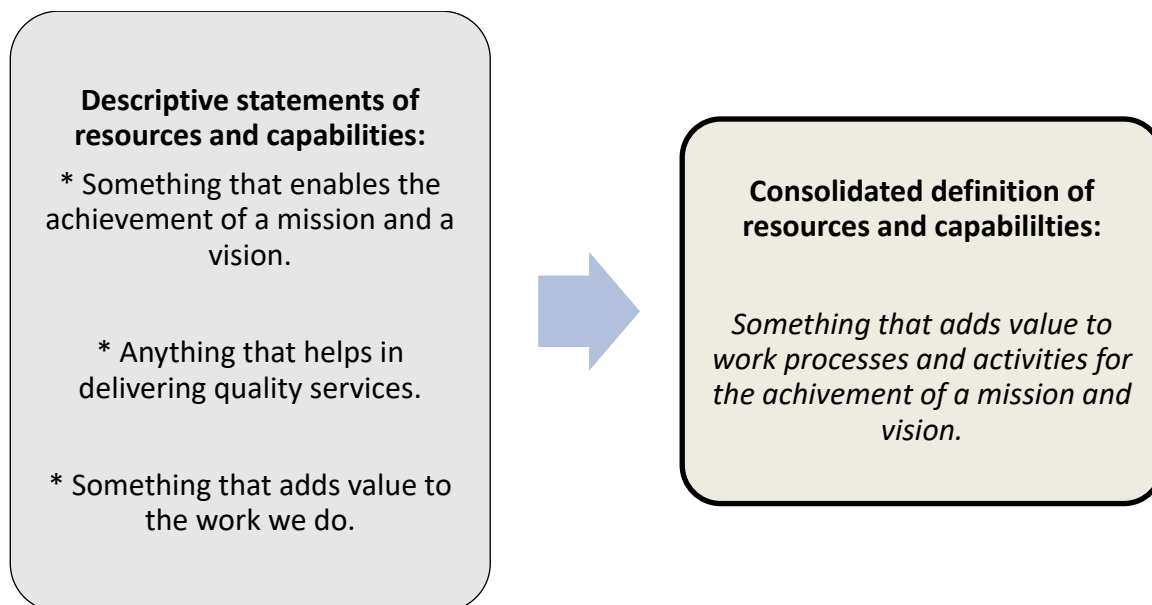 Descriptive statements of
resources and capabilities:
* Something that enables the
achievement of a mission and a
vision.
* Anything that helps in
delivering quality services.
* Something that adds value to
the work we do.
Consolidated definition of
resources and capabililties:
Something that adds value to
work processes and activities for
the achivement of a mission and
vision.